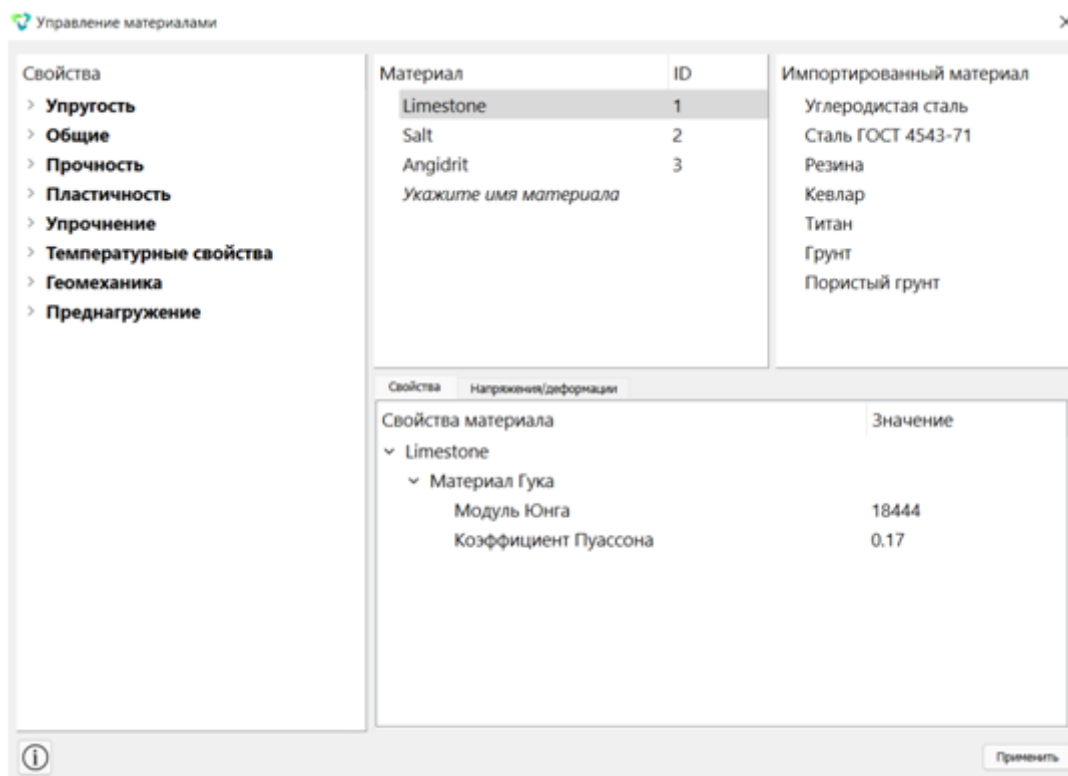 Управление материалами
Свойства
Упругость
Общие
Прочность
Пластичность
Упрочнение
Температурные свойства
Геомеханика
Преднагружение
Материал ID
Limestone 1
Salt 2
Angidrit 3
Укажите имя материала
Импортированный материал
Углеродистая сталь
Сталь ГОСТ 4543-71
Резина
Кевлар
Титан
Грунт
Пористый грунт
Свойства Напряжения/деформации
Свойства материала Значение
Limestone
Материал Гука
Модуль Юнга 18444
Коэффициент Пуассона 0.17
Применить